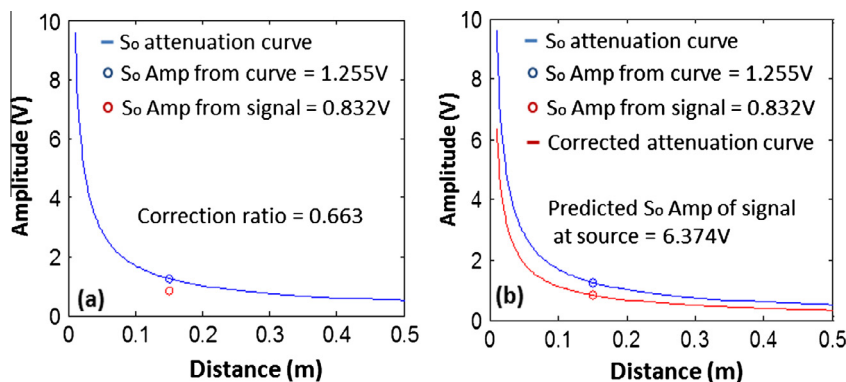 10
8
6
4
2
0
Amplitude (V)
S₀ attenuation curve
S₀ Amp from curve = 1.255V
S₀ Amp from signal = 0.832V
Correction ratio = 0.663
(a)
0 0.1 0.2 0.3 0.4 0.5
Distance (m)
10
8
6
4
2
0
Amplitude (V)
S₀ attenuation curve
S₀ Amp from curve = 1.255V
S₀ Amp from signal = 0.832V
Corrected attenuation curve
Predicted S₀ Amp of signal
at source = 6.374V
(b)
0 0.1 0.2 0.3 0.4 0.5
Distance (m)